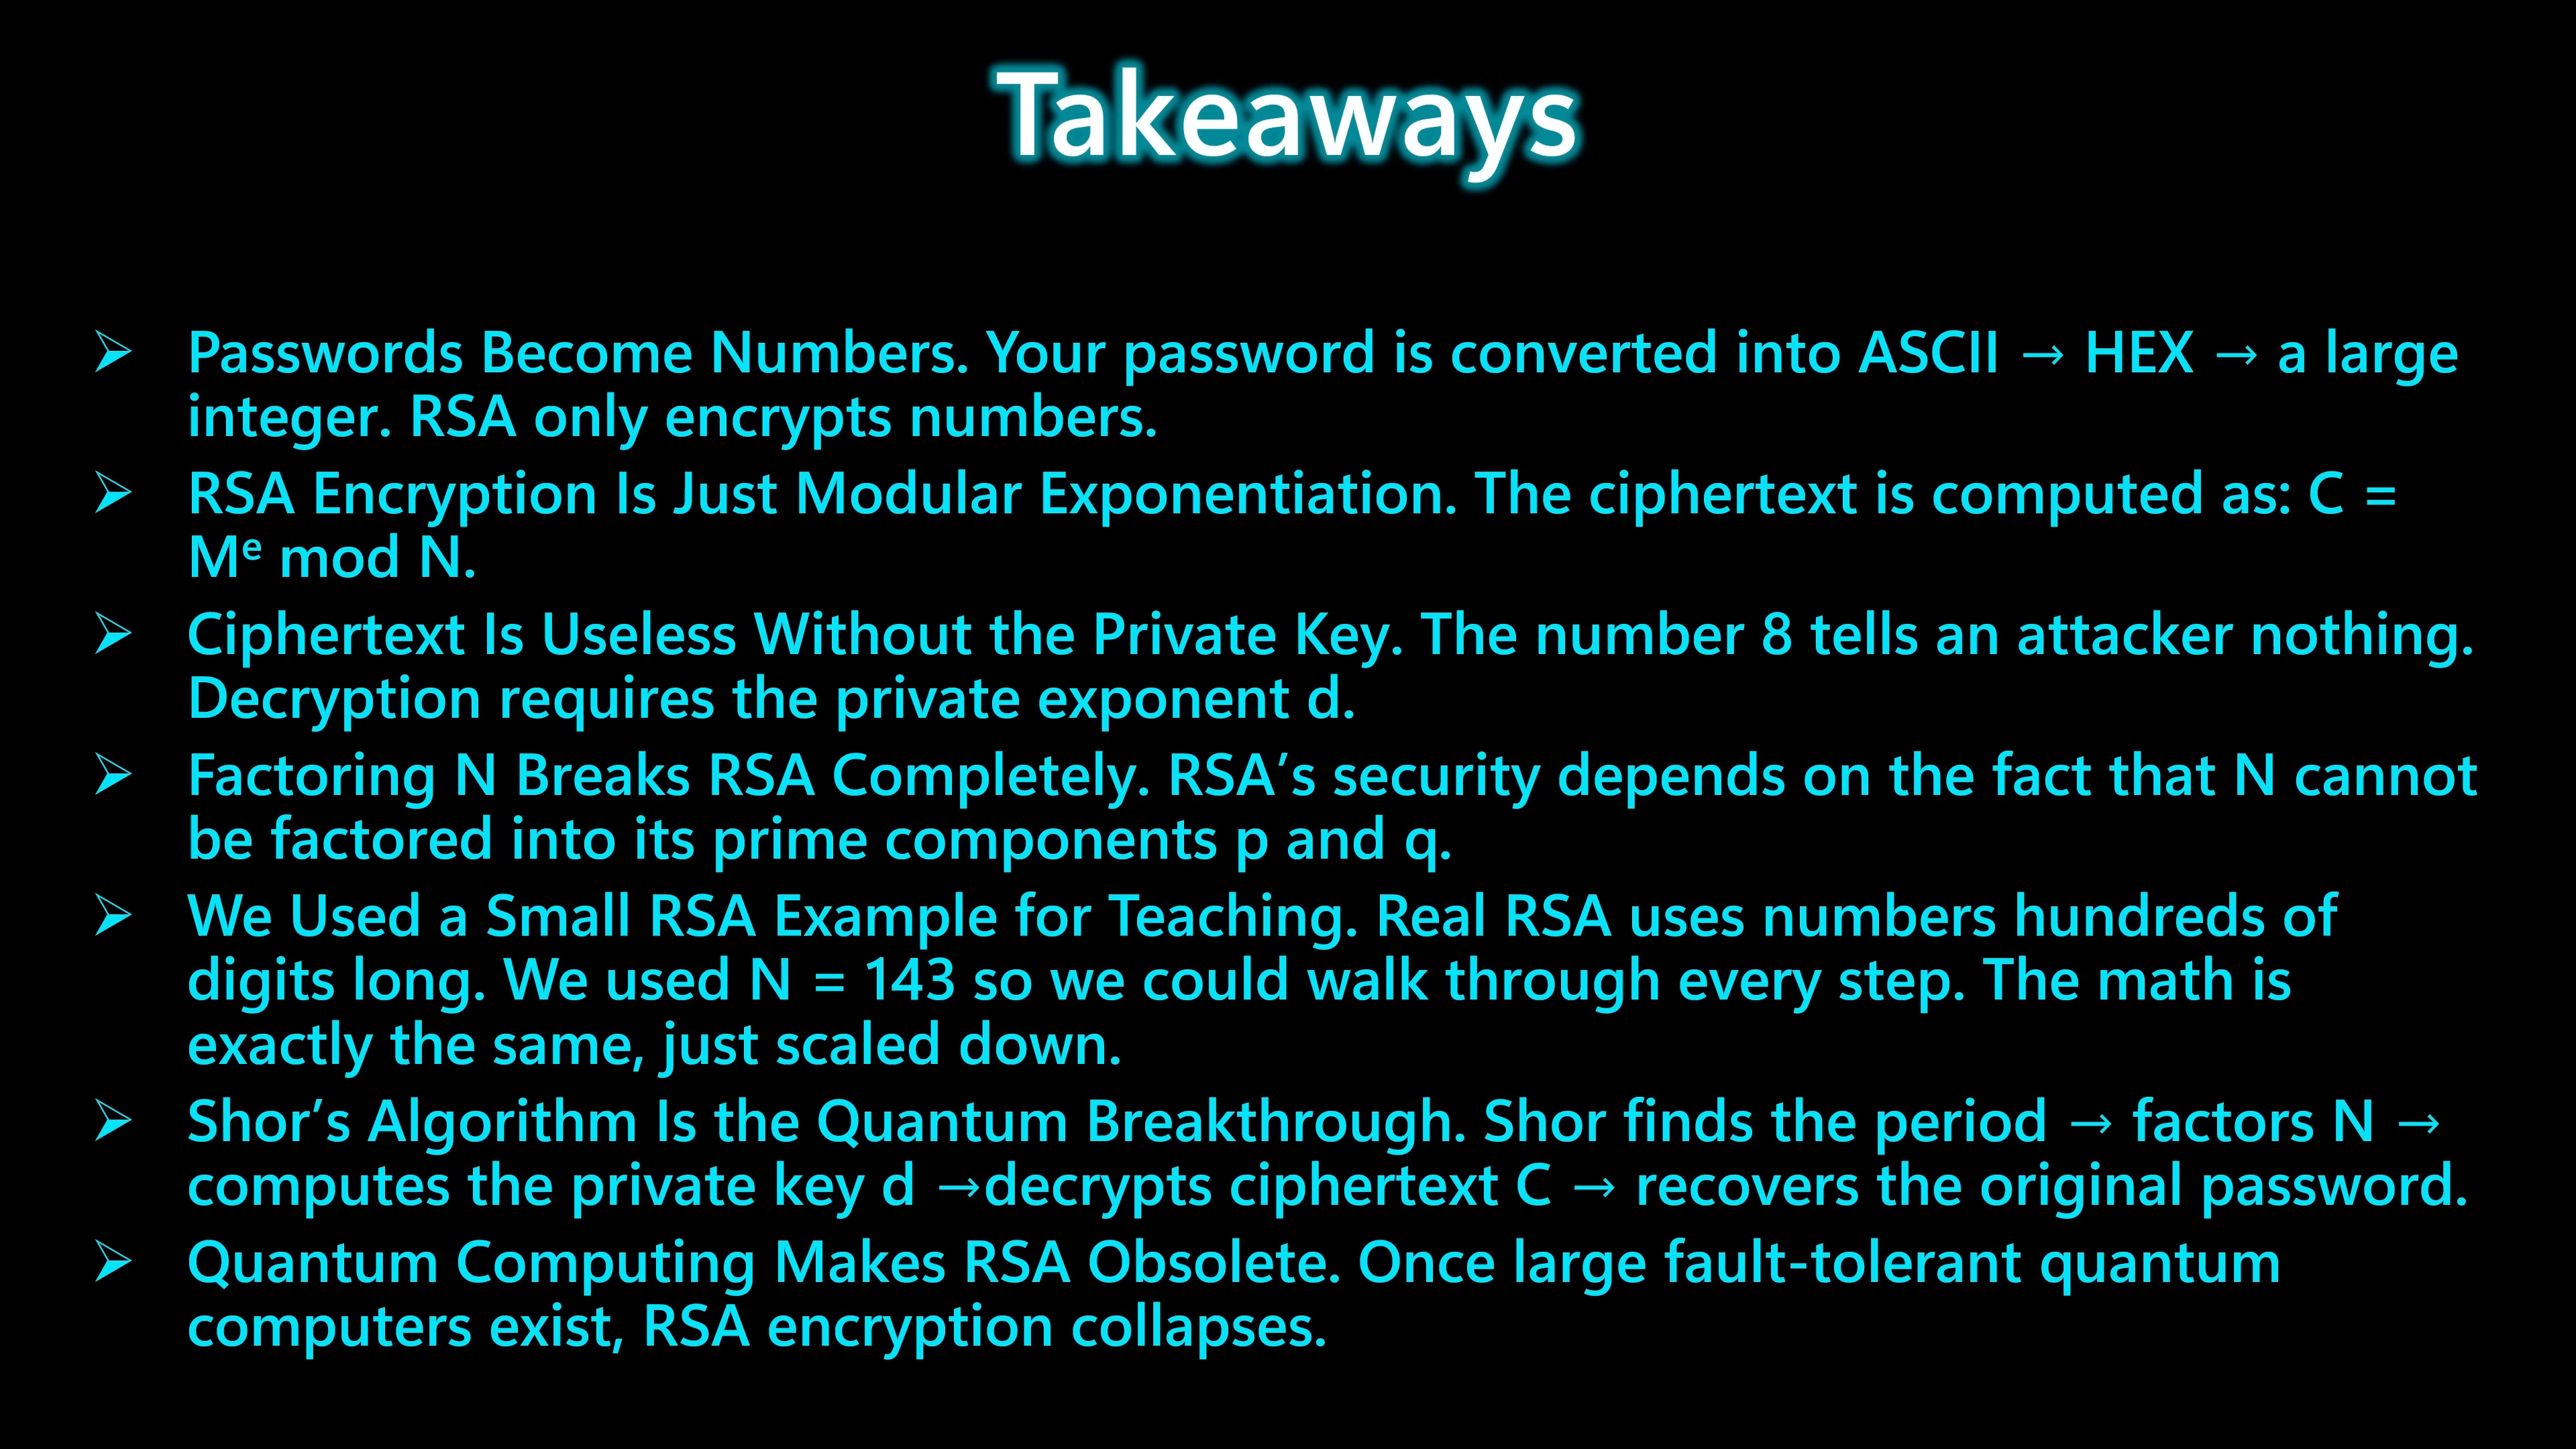 Takeaways
➢ Passwords Become Numbers. Your password is converted into ASCII → HEX → a large
integer. RSA only encrypts numbers.
➢ RSA Encryption Is Just Modular Exponentiation. The ciphertext is computed as: C =
Mᵉ mod N.
➢ Ciphertext Is Useless Without the Private Key. The number 8 tells an attacker nothing.
Decryption requires the private exponent d.
➢ Factoring N Breaks RSA Completely. RSA’s security depends on the fact that N cannot
be factored into its prime components p and q.
➢ We Used a Small RSA Example for Teaching. Real RSA uses numbers hundreds of
digits long. We used N = 143 so we could walk through every step. The math is
exactly the same, just scaled down.
➢ Shor’s Algorithm Is the Quantum Breakthrough. Shor finds the period → factors N →
computes the private key d →decrypts ciphertext C → recovers the original password.
➢ Quantum Computing Makes RSA Obsolete. Once large fault-tolerant quantum
computers exist, RSA encryption collapses.